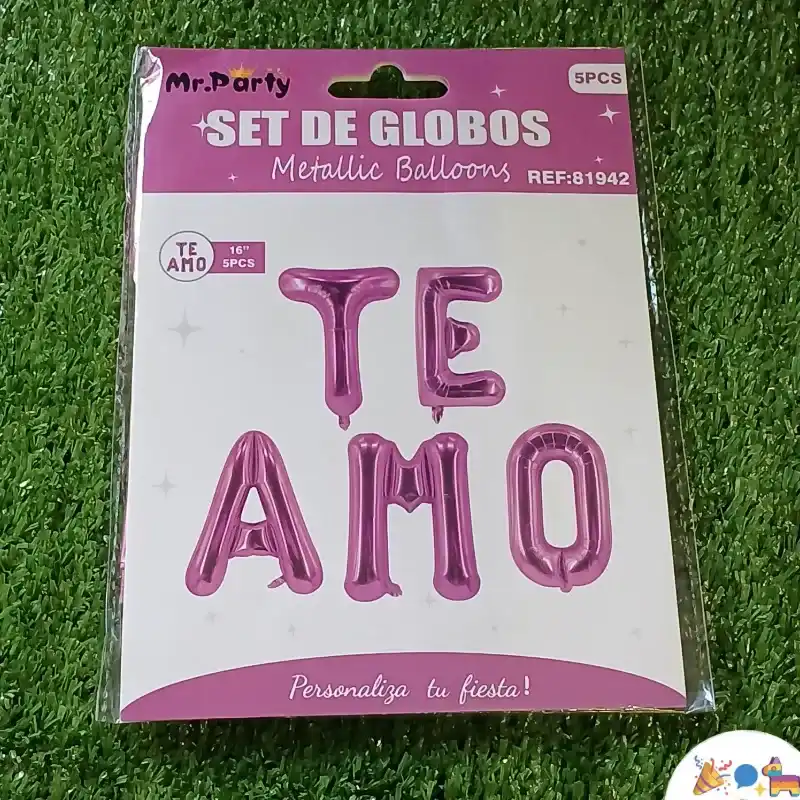 Mr.Party
5PCS
SET DE GLOBOS
Metallic Balloons
REF:81942
TE
AMO
16"
5PCS
TE
AMO
Personaliza tu fiesta!